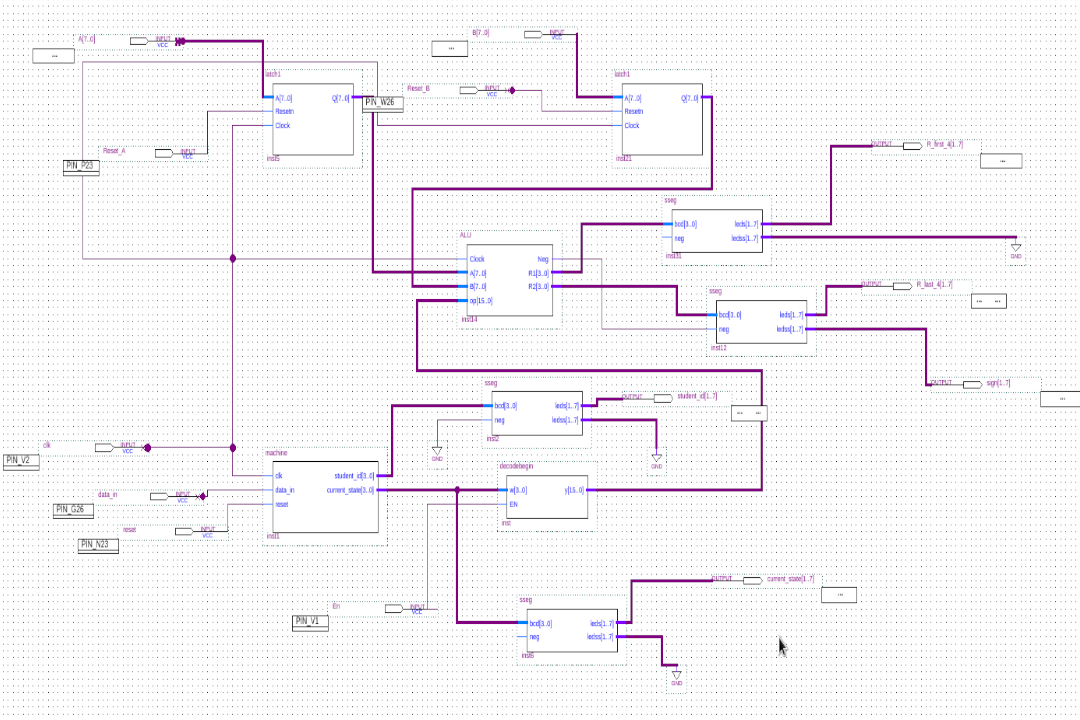 A[7..0]
INPUT
VCC
...
B[7..0]
INPUT
VCC
...
latch1
A[7..0]
Q[7..0]
Resetn
Clock
inst5
PIN_W26
Reset_B
INPUT
VCC
latch1
A[7..0]
Q[7..0]
Resetn
Clock
inst21
Reset_A
INPUT
VCC
PIN_P23
OUTPUT
R_first_4[1..7]
...
sseg
bcd[3..0]
leds[1..7]
neg
ledss[1..7]
GND
ALU
Clock
Neg
A[7..0]
R1[3..0]
B[7..0]
R2[3..0]
op[15..0]
inst14
OUTPUT
R_last_4[1..7]
... ...
sseg
bcd[3..0]
leds[1..7]
neg
ledss[1..7]
inst12
OUTPUT
sign[1..7]
...
sseg
bcd[3..0]
leds[1..7]
neg
ledss[1..7]
inst2
OUTPUT
student_id[1..7]
... ...
GND
GND
clk
INPUT
VCC
PIN_V2
machine
clk
student_id[3..0]
data_in
current_state[3..0]
reset
inst1
decodebegin
w[3..0]
y[15..0]
EN
inst
data_in
INPUT
VCC
PIN_G26
reset
INPUT
VCC
PIN_N23
OUTPUT
current_state[1..7]
...
En
INPUT
VCC
PIN_V1
sseg
bcd[3..0]
leds[1..7]
neg
ledss[1..7]
inst6
GND